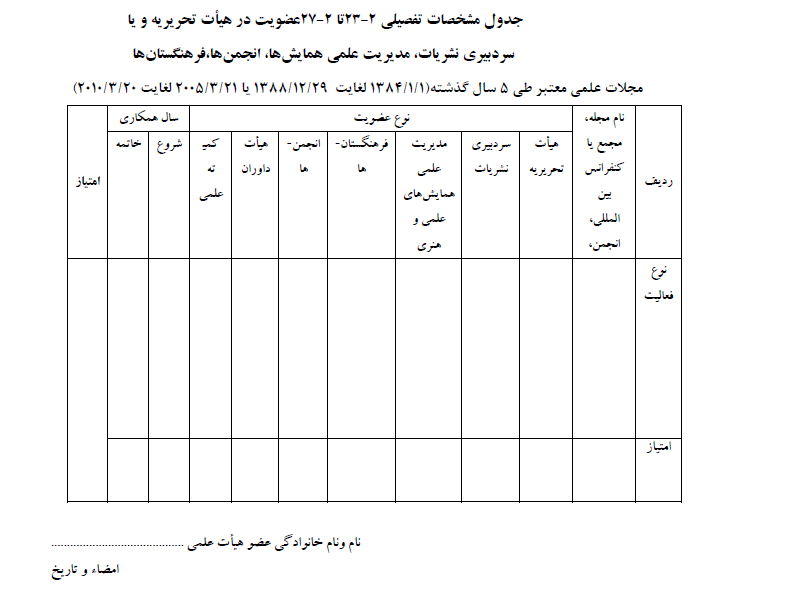 جدول مشخصات تفصیلی ۲-۲۳تا ۲-۲۷عضویت در هیأت تحریریه و یا
سردبیری نشریات، مدیریت علمی همایش‌ها، انجمن‌ها،فرهنگستان‌ها
مجلات علمی معتبر طی ۵ سال گذشته(۱۳۸۴/۱/۱ لغایت ۱۳۸۸/۱۲/۲۹ یا ۲۰۰۵/۳/۲۱ لغایت ۲۰۱۰/۳/۲۰)
ردیف
نام مجله،
مجمع یا
کنفرانس
بین
المللی،
انجمن،
نوع عضویت
هیأت
تحریریه
سردبیری
نشریات
مدیریت
علمی
همایش‌های
علمی و
هنری
فرهنگستان-
ها
انجمن-
ها
هیأت
داوران
کمی
ته
علمی
سال همکاری
شروع
خاتمه
امتیاز
نوع
فعالیت
امتیاز
نام ونام خانوادگی عضو هیأت علمی ..........................................
امضاء و تاریخ